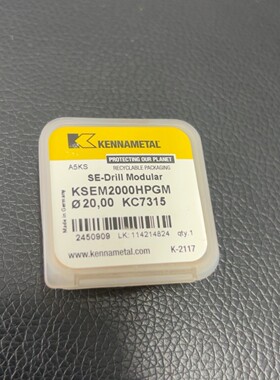 KENNAMETAL
PROTECTING OUR PLANET
A5KS RECYCLABLE PACKAGING
SE-Drill Modular
KSEM2000HPGM
Ø 20,00 KC7315
Made in Germany
2450909 LK: 114214824 qty.1
www.kennametal.com K-2117